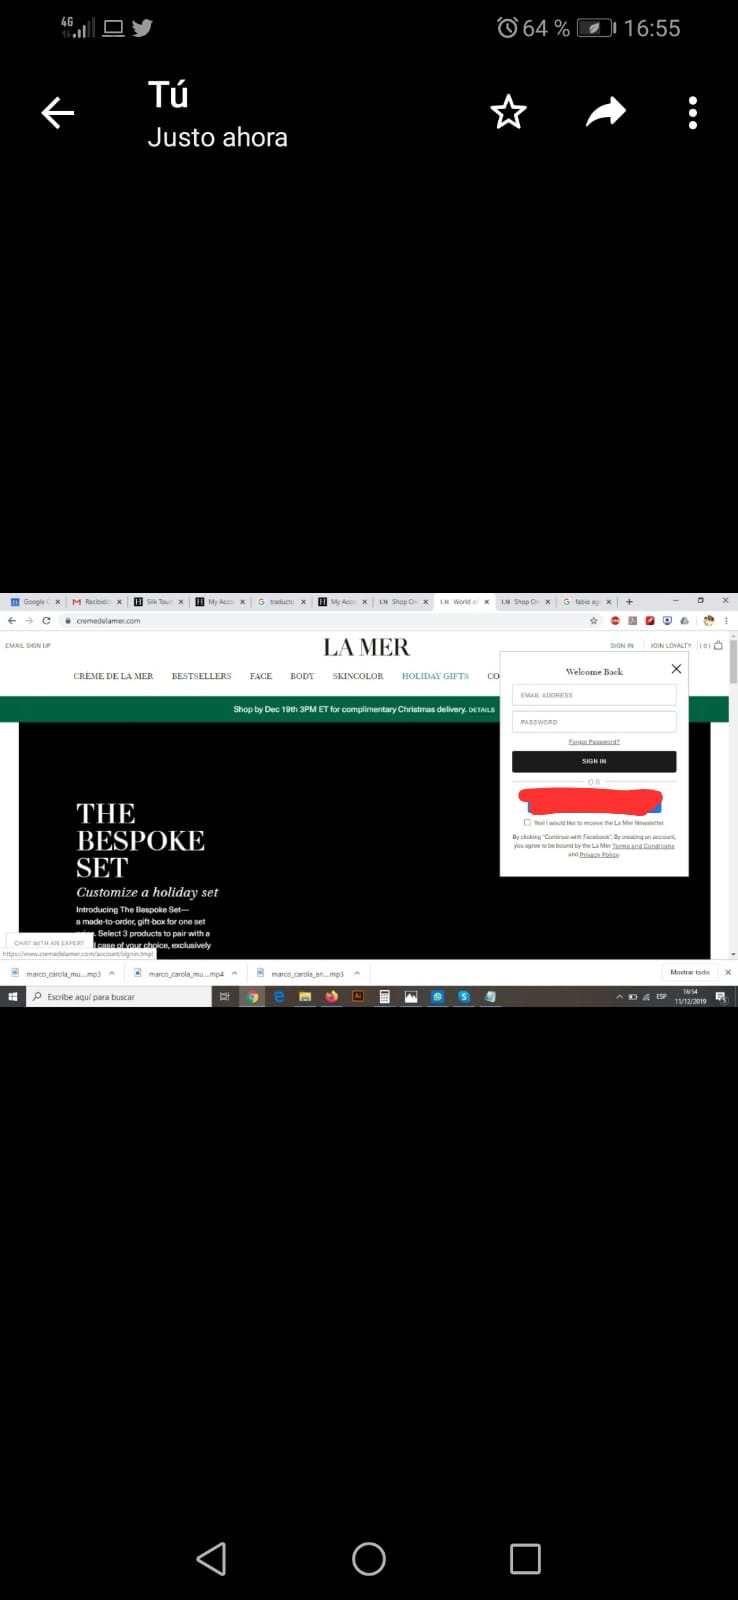 4G
64 %
16:55
Tú
Justo ahora
Recibido
Silk Touc
My Acco
traducto
My Acco
LM Shop On
LM World of
LM Shop On
fabio ag
cremedelamer.com
EMAIL SIGN UP
LA MER
SIGN IN
JOIN LOYALTY
(0)
CRÈME DE LA MER
BESTSELLERS
FACE
BODY
SKINCOLOR
HOLIDAY GIFTS
CO
Shop by Dec 19th 3PM ET for complimentary Christmas delivery. DETAILS
Welcome Back
EMAIL ADDRESS
PASSWORD
Forgot Password?
SIGN IN
OR
Yes! I would like to receive the La Mer Newsletter.
By clicking "Continue with Facebook", By creating an account,
you agree to be bound by the La Mer Terms and Conditions
and Privacy Policy.
THE
BESPOKE
SET
Customize a holiday set
Introducing The Bespoke Set—
a made-to-order, gift-box for one set
Select 3 products to pair with a
case of your choice, exclusively
CHAT WITH AN EXPERT
https://www.cremedelamer.com/account/signin.tmpl
marco_carola_mu....mp3
marco_carola_mu....mp4
marco_carola_an....mp3
Mostrar todo
Escribe aquí para buscar
ESP
16:54
11/12/2019